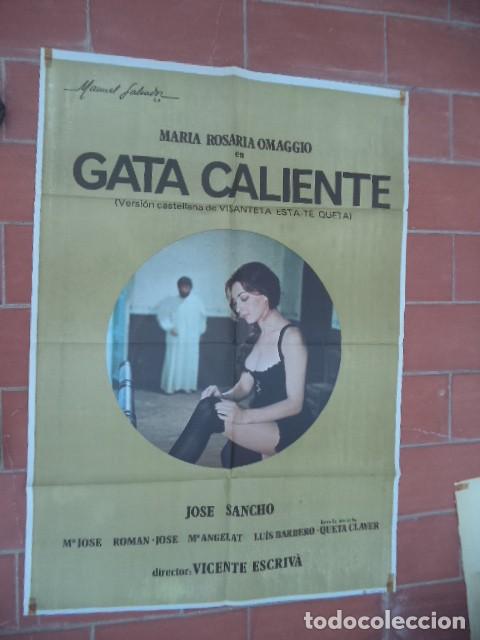 Manuel Salvador
MARIA ROSARIA OMAGGIO
en
GATA CALIENTE
(Versión castellana de VISANTETA ESTA-TE QUETA)
JOSE SANCHO
Mª JOSE ROMAN-JOSE Mª ANGELAT LUIS BARBERO QUETA CLAVER
director: VICENTE ESCRIVÀ
todocoleccion